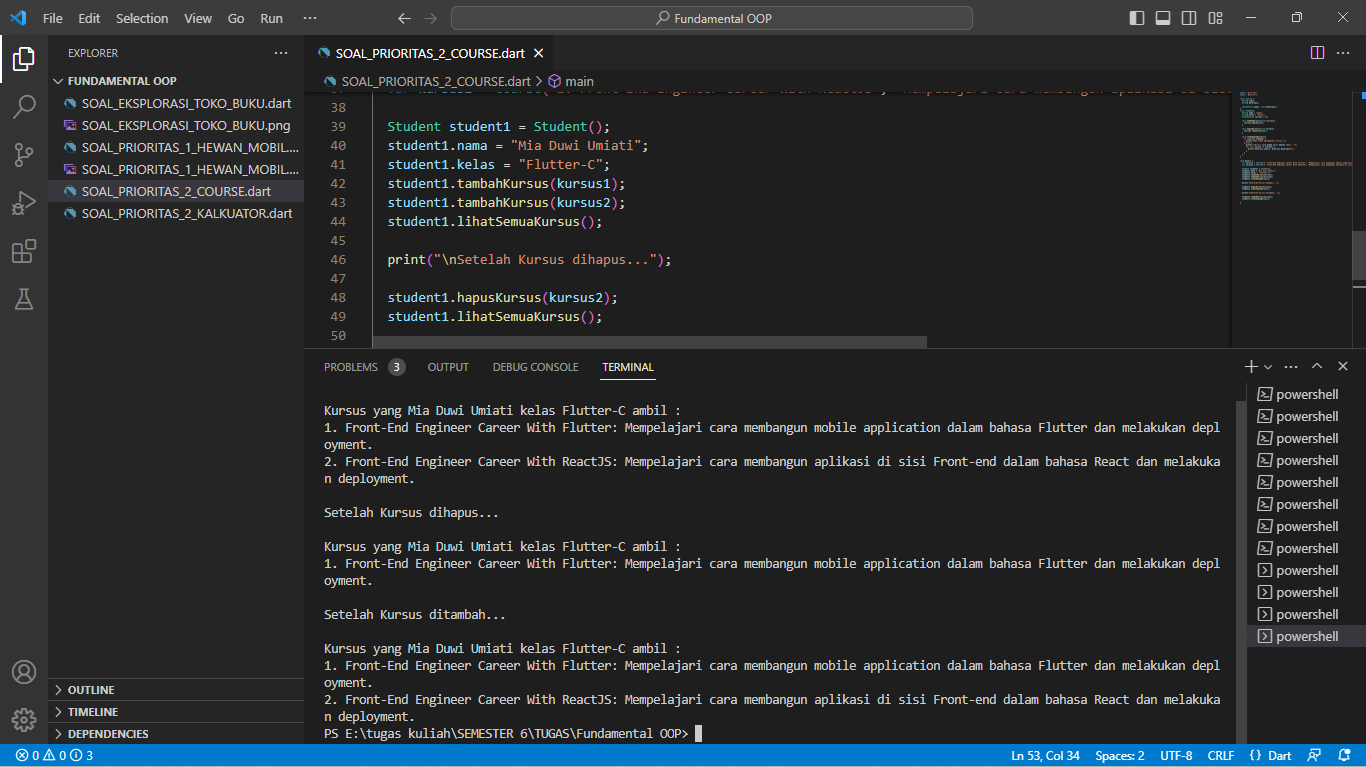 File Edit Selection View Go Run ··· Fundamental OOP
EXPLORER ···
FUNDAMENTAL OOP
SOAL_EKSPLORASI_TOKO_BUKU.dart
SOAL_EKSPLORASI_TOKO_BUKU.png
SOAL_PRIORITAS_1_HEWAN_MOBIL....
SOAL_PRIORITAS_1_HEWAN_MOBIL....
SOAL_PRIORITAS_2_COURSE.dart
SOAL_PRIORITAS_2_KALKUATOR.dart
OUTLINE
TIMELINE
DEPENDENCIES
SOAL_PRIORITAS_2_COURSE.dart
SOAL_PRIORITAS_2_COURSE.dart > main
38
39 Student student1 = Student();
40 student1.nama = "Mia Duwi Umiati";
41 student1.kelas = "Flutter-C";
42 student1.tambahKursus(kursus1);
43 student1.tambahKursus(kursus2);
44 student1.lihatSemuaKursus();
45
46 print("\nSetelah Kursus dihapus...");
47
48 student1.hapusKursus(kursus2);
49 student1.lihatSemuaKursus();
50
PROBLEMS 3 OUTPUT DEBUG CONSOLE TERMINAL
Kursus yang Mia Duwi Umiati kelas Flutter-C ambil :
1. Front-End Engineer Career With Flutter: Mempelajari cara membangun mobile application dalam bahasa Flutter dan melakukan depl
oyment.
2. Front-End Engineer Career With ReactJS: Mempelajari cara membangun aplikasi di sisi Front-end dalam bahasa React dan melakuka
n deployment.
Setelah Kursus dihapus...
Kursus yang Mia Duwi Umiati kelas Flutter-C ambil :
1. Front-End Engineer Career With Flutter: Mempelajari cara membangun mobile application dalam bahasa Flutter dan melakukan depl
oyment.
Setelah Kursus ditambah...
Kursus yang Mia Duwi Umiati kelas Flutter-C ambil :
1. Front-End Engineer Career With Flutter: Mempelajari cara membangun mobile application dalam bahasa Flutter dan melakukan depl
oyment.
2. Front-End Engineer Career With ReactJS: Mempelajari cara membangun aplikasi di sisi Front-end dalam bahasa React dan melakuka
n deployment.
PS E:\tugas kuliah\SEMESTER 6\TUGAS\Fundamental OOP>
powershell
powershell
powershell
powershell
powershell
powershell
powershell
powershell
powershell
powershell
powershell
powershell
0 0 3 Ln 53, Col 34 Spaces: 2 UTF-8 CRLF {} Dart